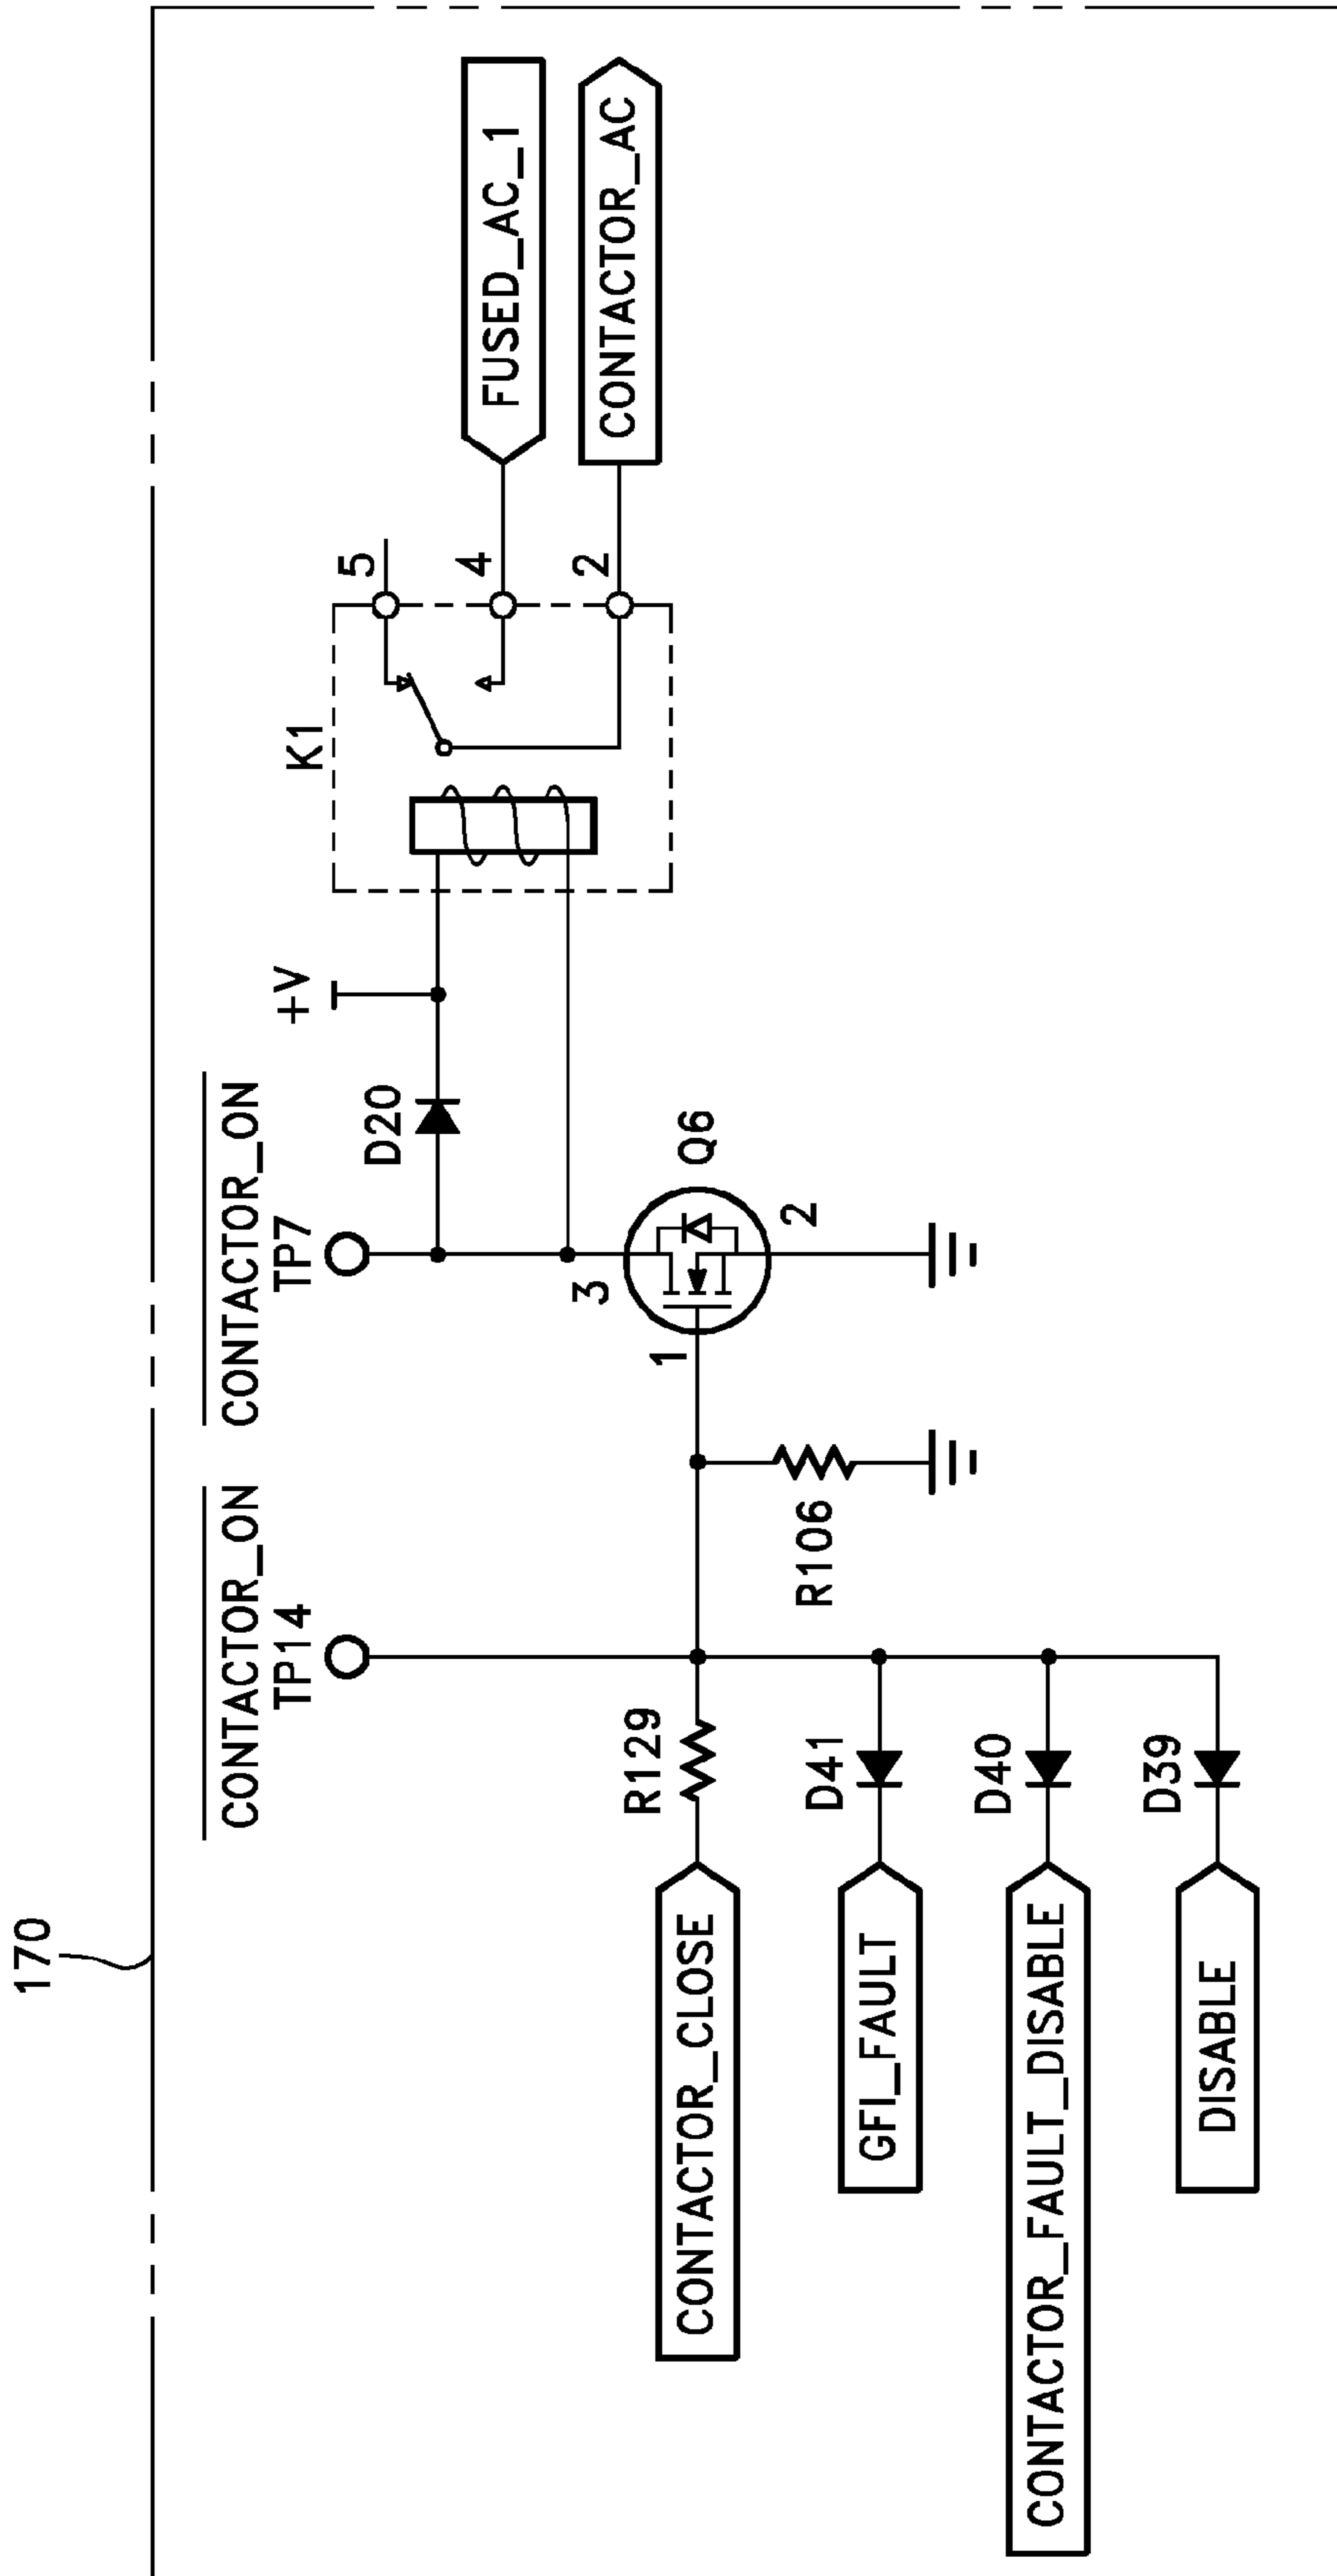 170
CONTACTOR_ON
TP14
CONTACTOR_ON
TP7
+V
K1
D20
5
FUSED_AC_1
4
CONTACTOR_AC
2
3
Q6
1
2
R129
CONTACTOR_CLOSE
R106
D41
GFI_FAULT
D40
CONTACTOR_FAULT_DISABLE
D39
DISABLE